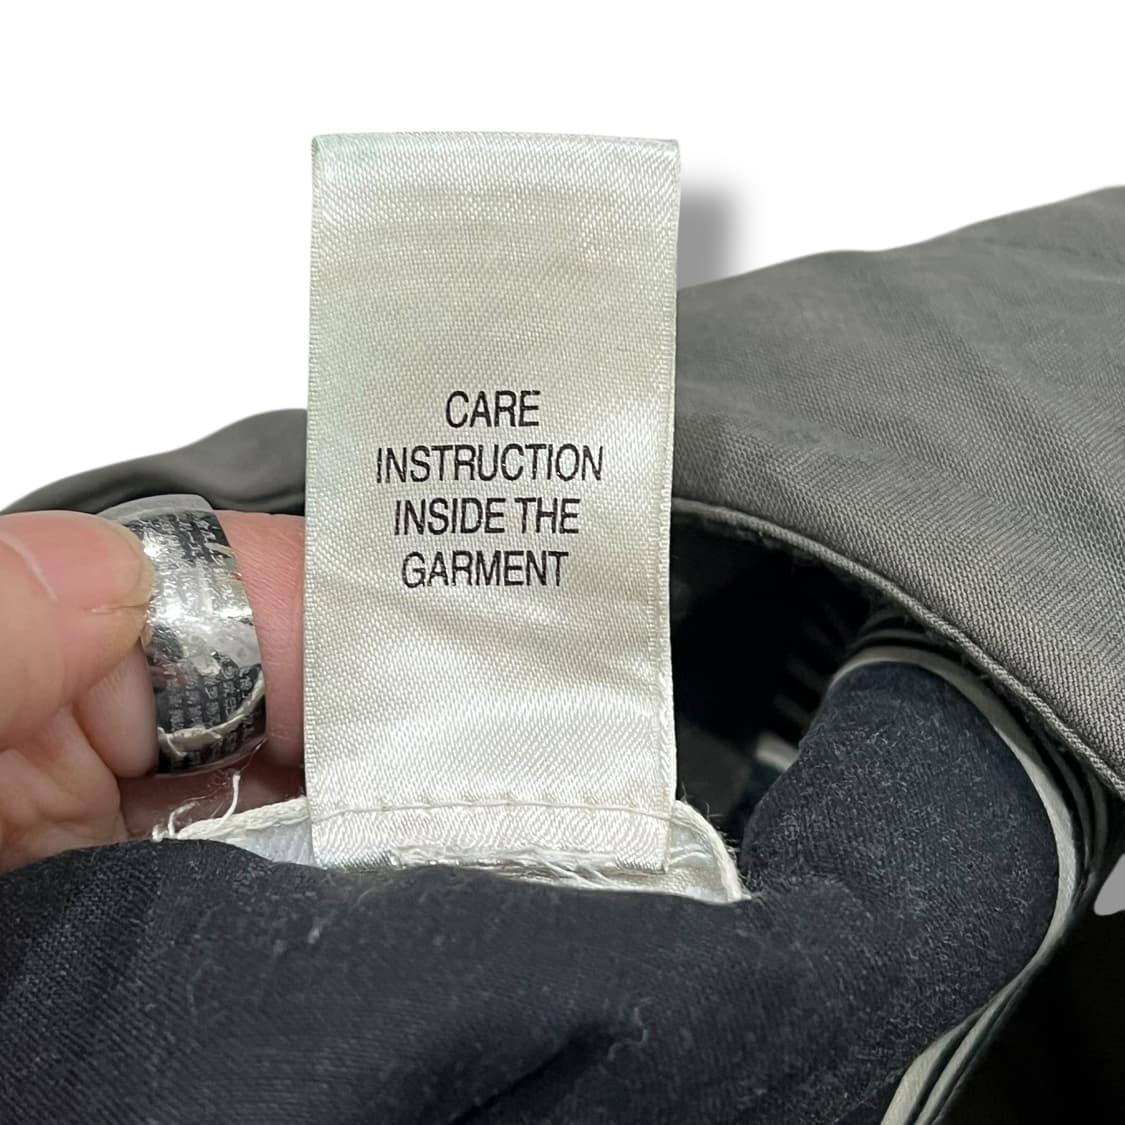 CARE
INSTRUCTION
INSIDE THE
GARMENT